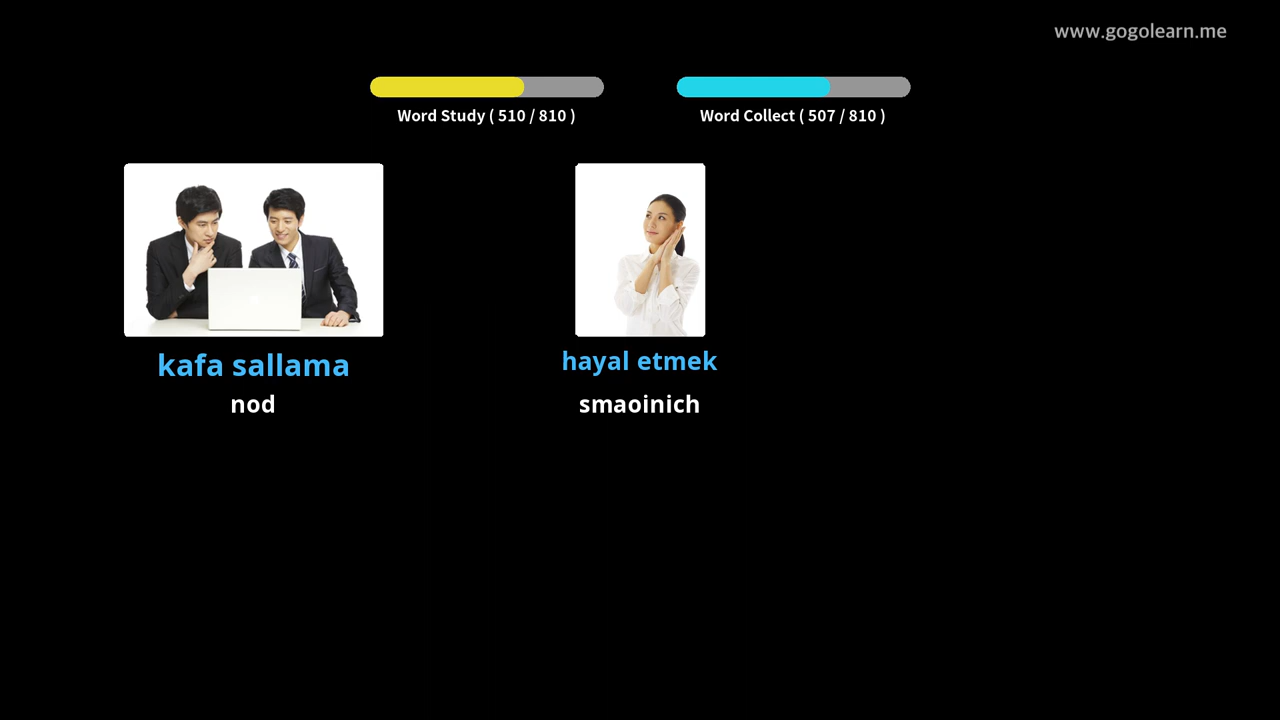 www.gogolearn.me
Word Study ( 510 / 810 )
Word Collect ( 507 / 810 )
kafa sallama
nod
hayal etmek
smaoinich